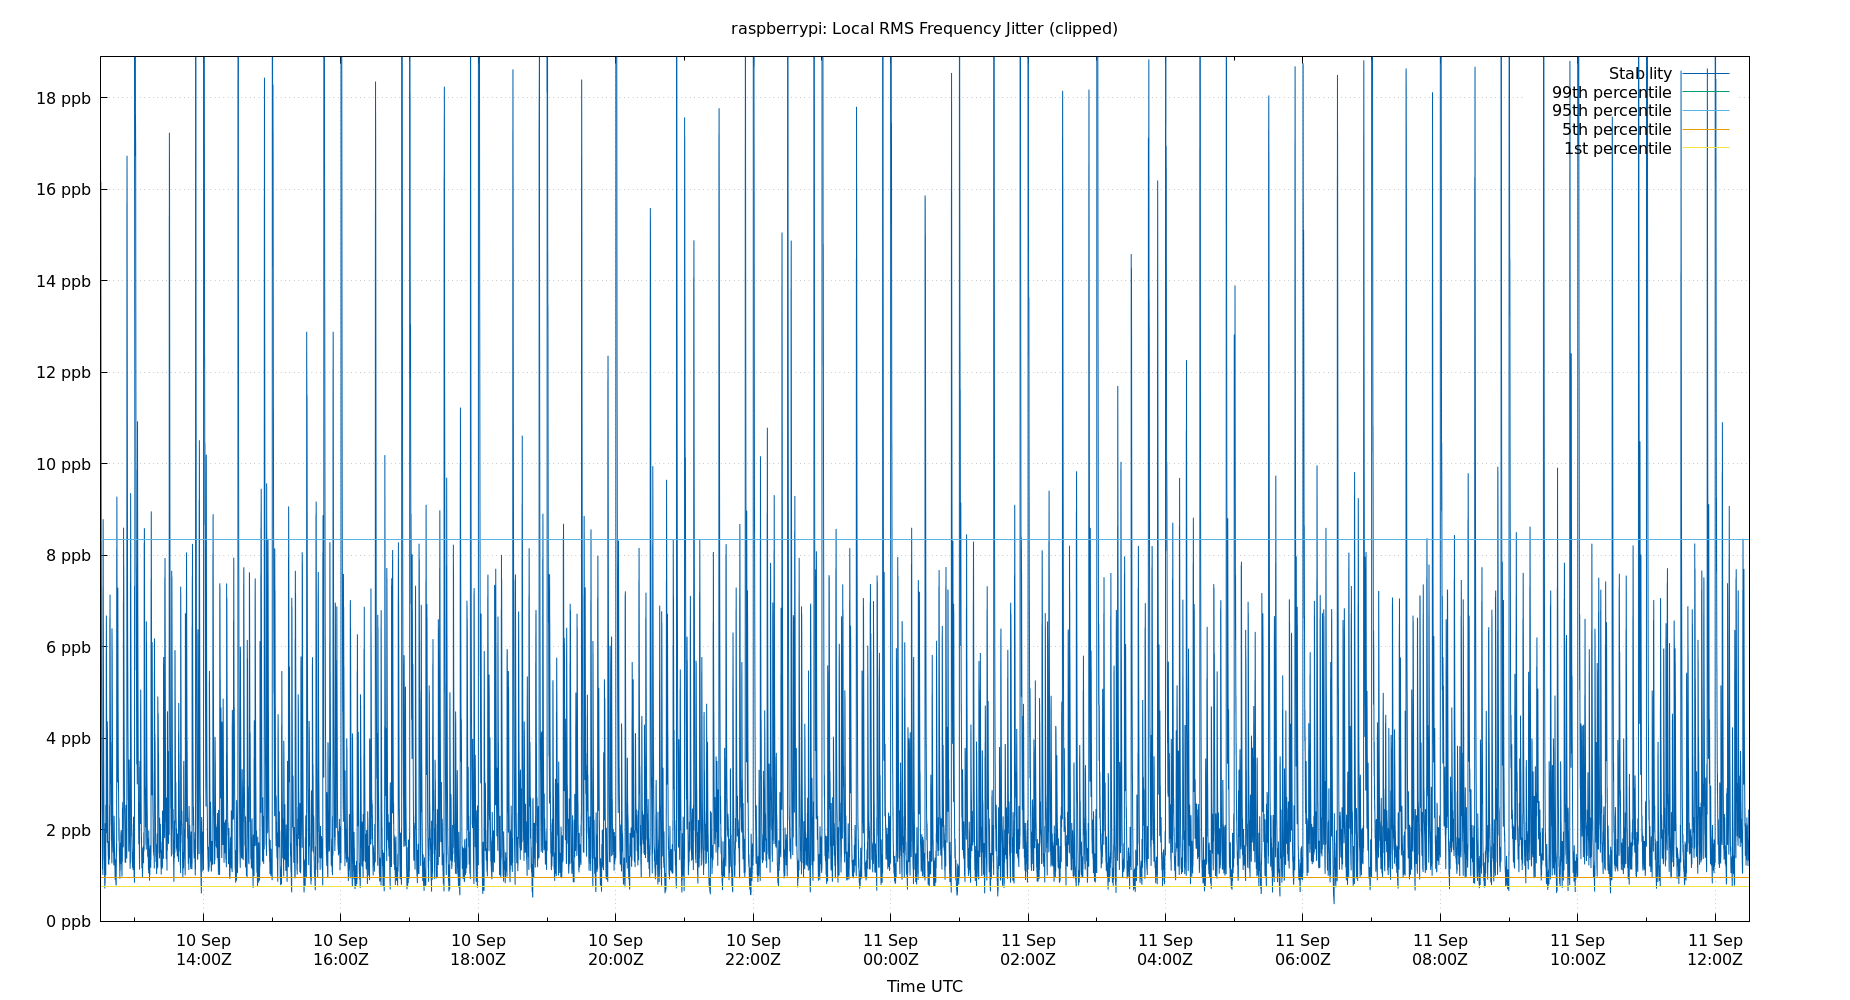 raspberrypi: Local RMS Frequency Jitter (clipped)
Stability
99th percentile
95th percentile
5th percentile
1st percentile
18 ppb
16 ppb
14 ppb
12 ppb
10 ppb
8 ppb
6 ppb
4 ppb
2 ppb
0 ppb
10 Sep 10 Sep 10 Sep 10 Sep 10 Sep 11 Sep 11 Sep 11 Sep 11 Sep 11 Sep 11 Sep 11 Sep
14:00Z 16:00Z 18:00Z 20:00Z 22:00Z 00:00Z 02:00Z 04:00Z 06:00Z 08:00Z 10:00Z 12:00Z
Time UTC